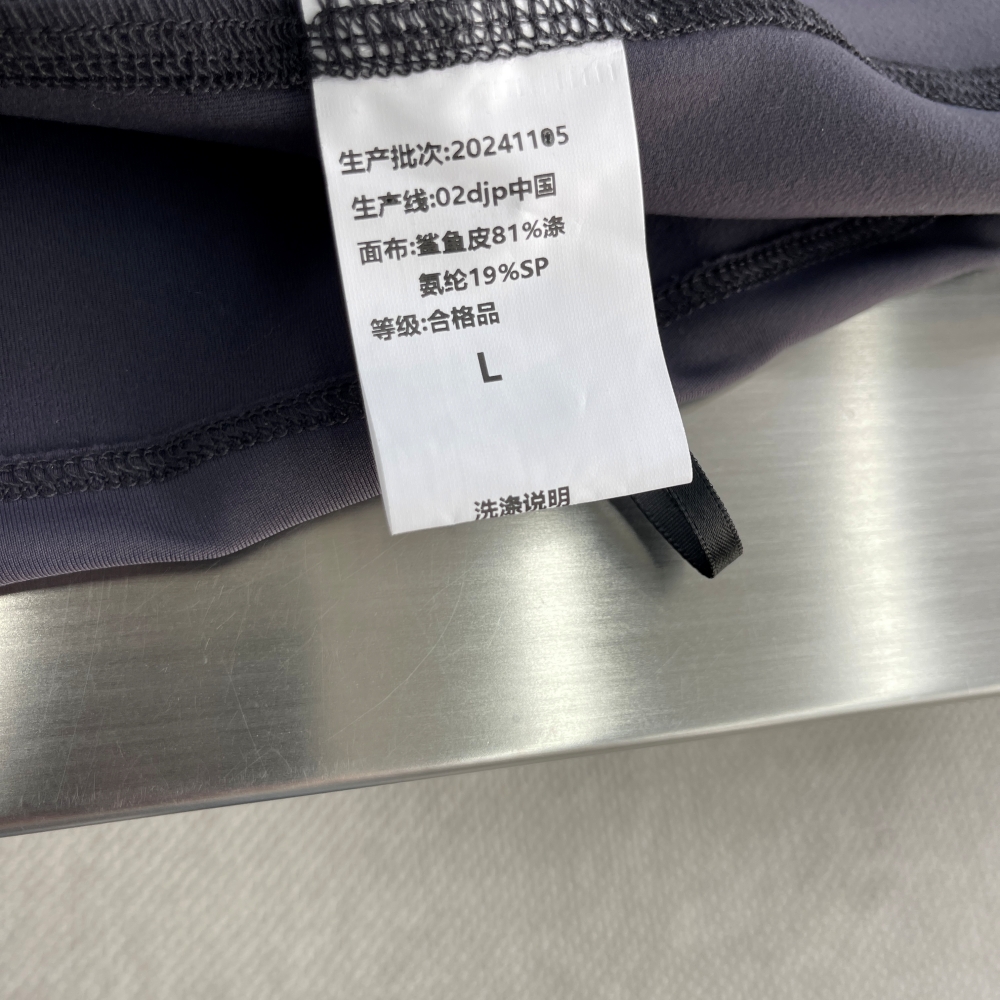 生产批次:20241105
生产线:02djp中国
面布:鲨鱼皮81%涤
氨纶19%SP
等级:合格品
L
洗涤说明